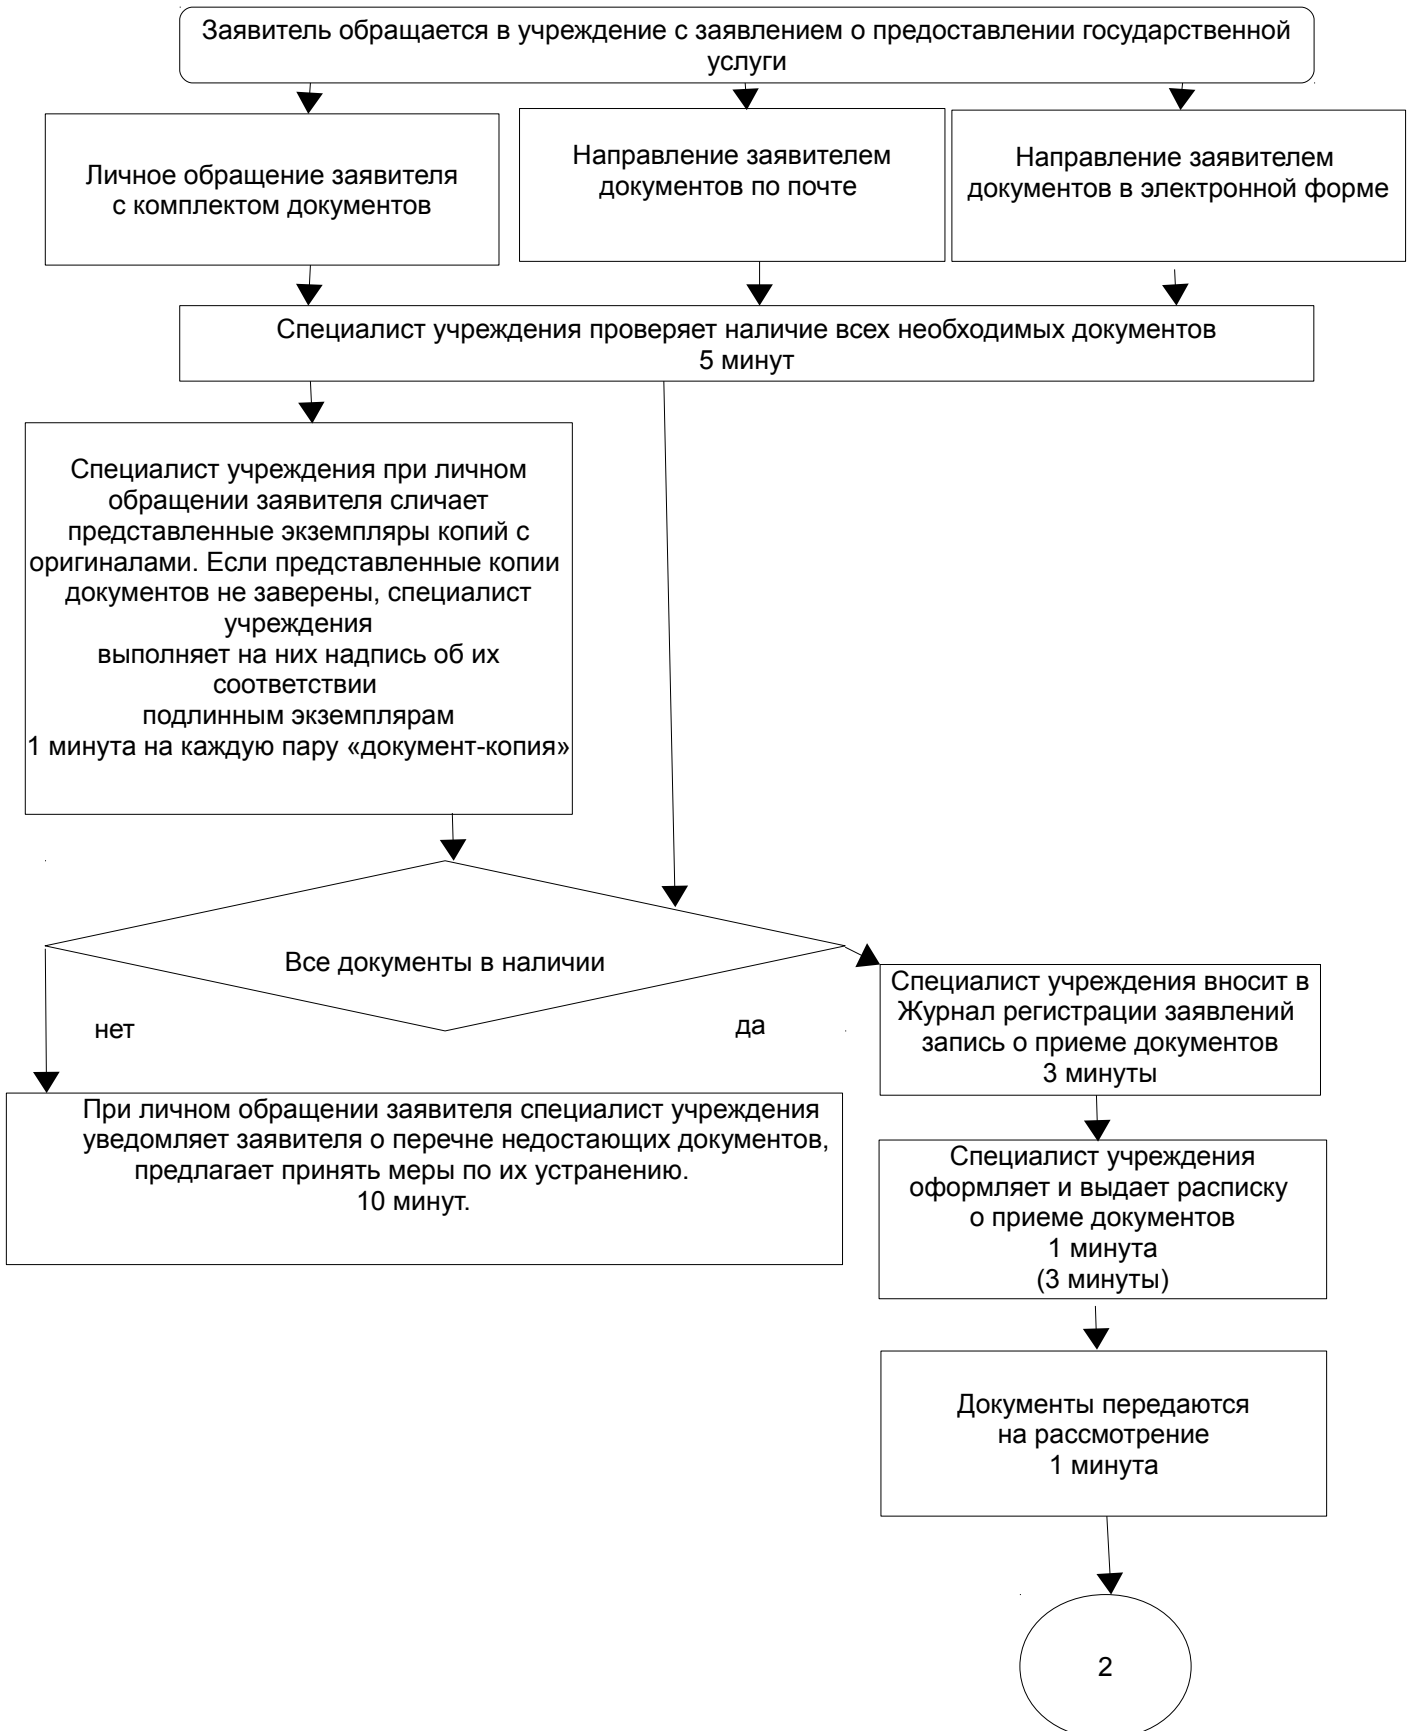 Заявитель обращается в учреждение с заявлением о предоставлении государственной
услуги
Личное обращение заявителя
с комплектом документов
Направление заявителем
документов по почте
Направление заявителем
документов в электронной форме
Специалист учреждения проверяет наличие всех необходимых документов
5 минут
Специалист учреждения при личном
обращении заявителя сличает
представленные экземпляры копий с
оригиналами. Если представленные копии
документов не заверены, специалист
учреждения
выполняет на них надпись об их
соответствии
подлинным экземплярам
1 минута на каждую пару «документ-копия»
Все документы в наличии
нет
да
Специалист учреждения вносит в
Журнал регистрации заявлений
запись о приеме документов
3 минуты
При личном обращении заявителя специалист учреждения
уведомляет заявителя о перечне недостающих документов,
предлагает принять меры по их устранению.
10 минут.
Специалист учреждения
оформляет и выдает расписку
о приеме документов
1 минута
(3 минуты)
Документы передаются
на рассмотрение
1 минута
2